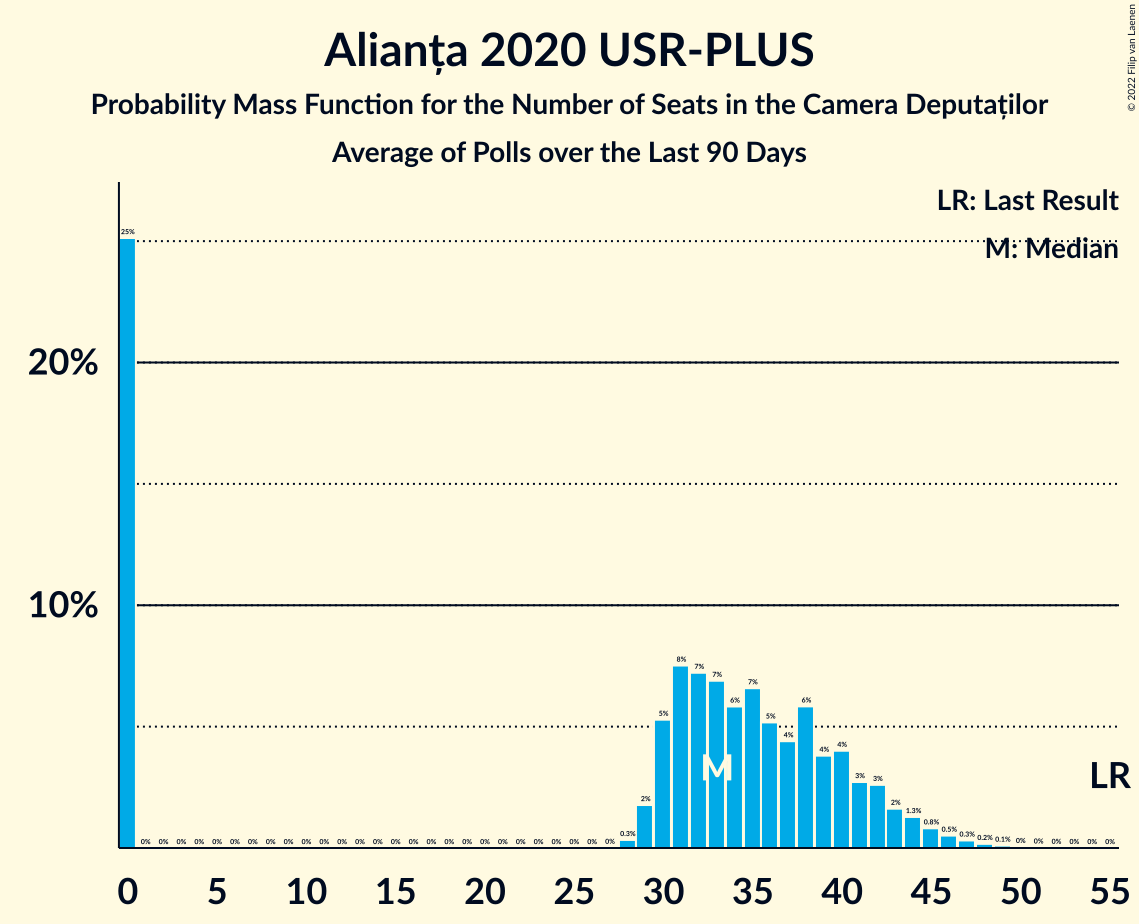 Alianța 2020 USR-PLUS
Probability Mass Function for the Number of Seats in the Camera Deputaților
Average of Polls over the Last 90 Days
© 2022 Filip van Laenen
LR: Last Result
M: Median
20%
10%
25% 0% 0% 0% 0% 0% 0% 0% 0% 0% 0% 0% 0% 0% 0% 0% 0% 0% 0% 0% 0% 0% 0% 0% 0% 0% 0% 0% 0.3% 2% 5% 8% 7% 7% 6% 7% 5% 4% 6% 4% 4% 3% 3% 2% 1.3% 0.8% 0.5% 0.3% 0.2% 0.1% 0% 0% 0% 0% 0% 0%
M
LR
0 5 10 15 20 25 30 35 40 45 50 55